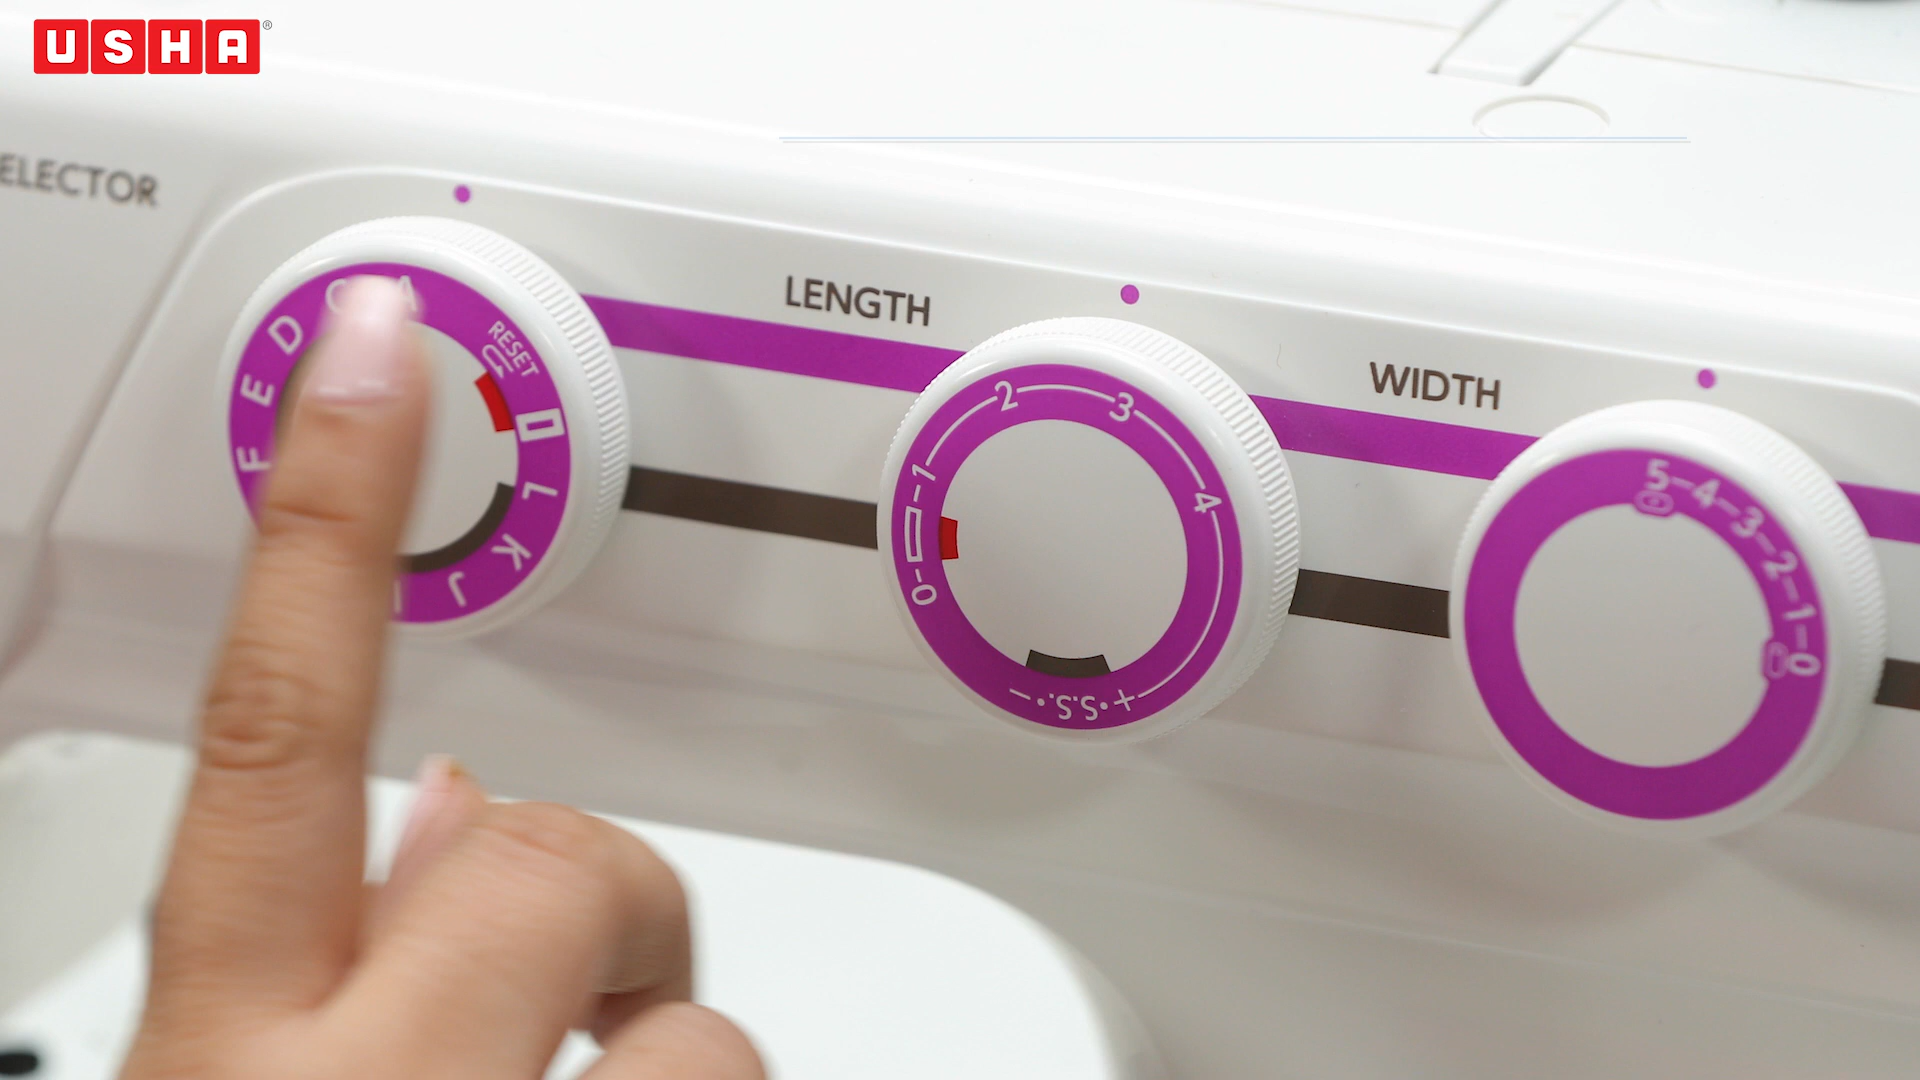 USHA®
ELECTOR
LENGTH
WIDTH
A
D
E
F
J
K
L
RESET
0 1 2 3 4 + S.S. -
5-4-3-2-1-0